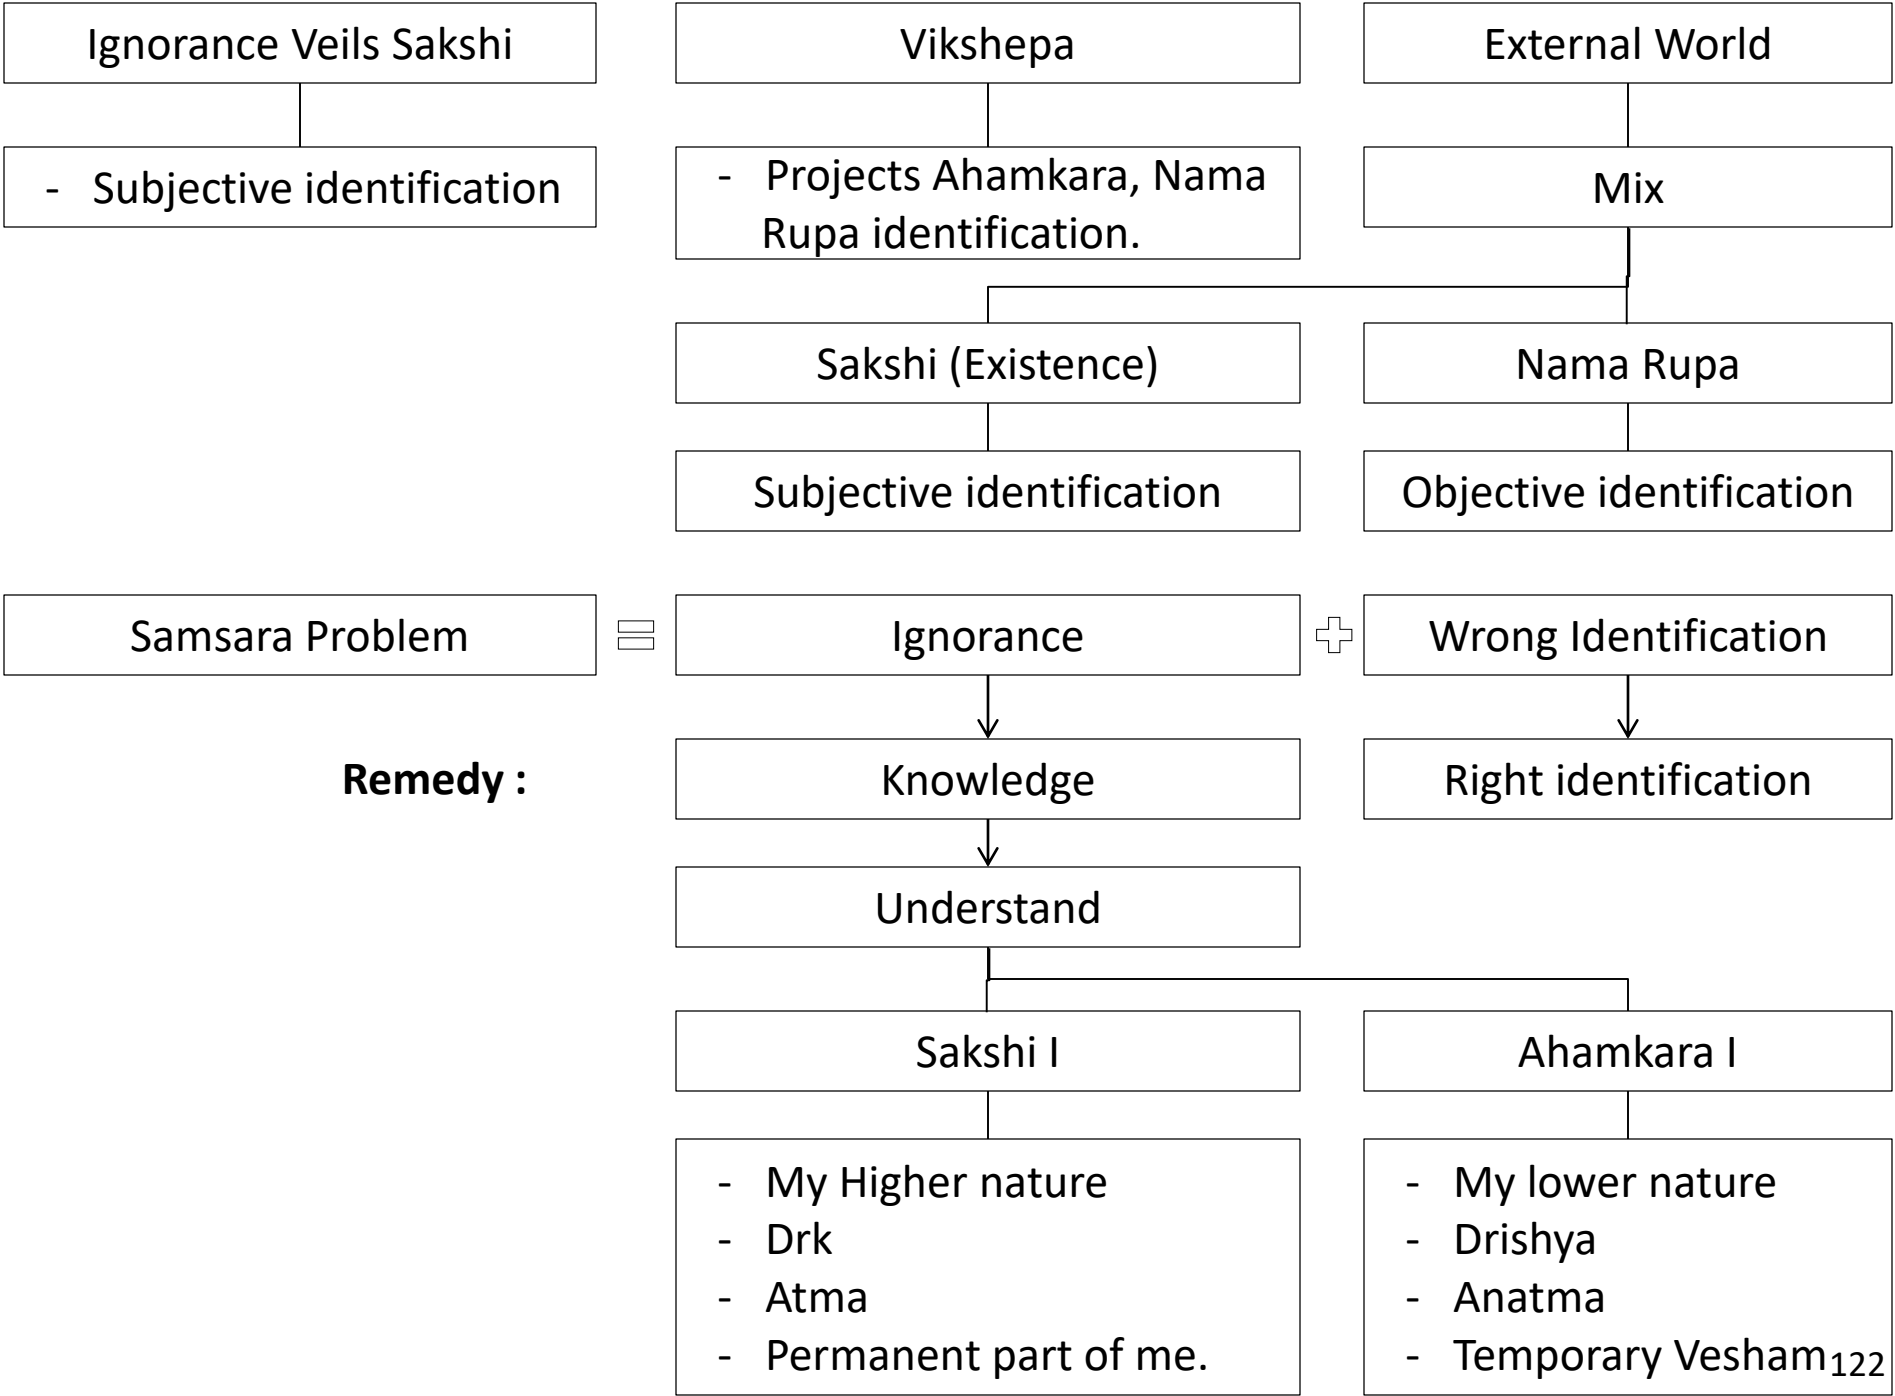 Ignorance Veils Sakshi
Vikshepa
External World
- Subjective identification
- Projects Ahamkara, Nama
Rupa identification.
Mix
Sakshi (Existence)
Nama Rupa
Subjective identification
Objective identification
Samsara Problem
=
Ignorance
+
Wrong Identification
Remedy :
Knowledge
Right identification
Understand
Sakshi I
Ahamkara I
- My Higher nature
- Drk
- Atma
- Permanent part of me.
- My lower nature
- Drishya
- Anatma
- Temporary Vesham
122